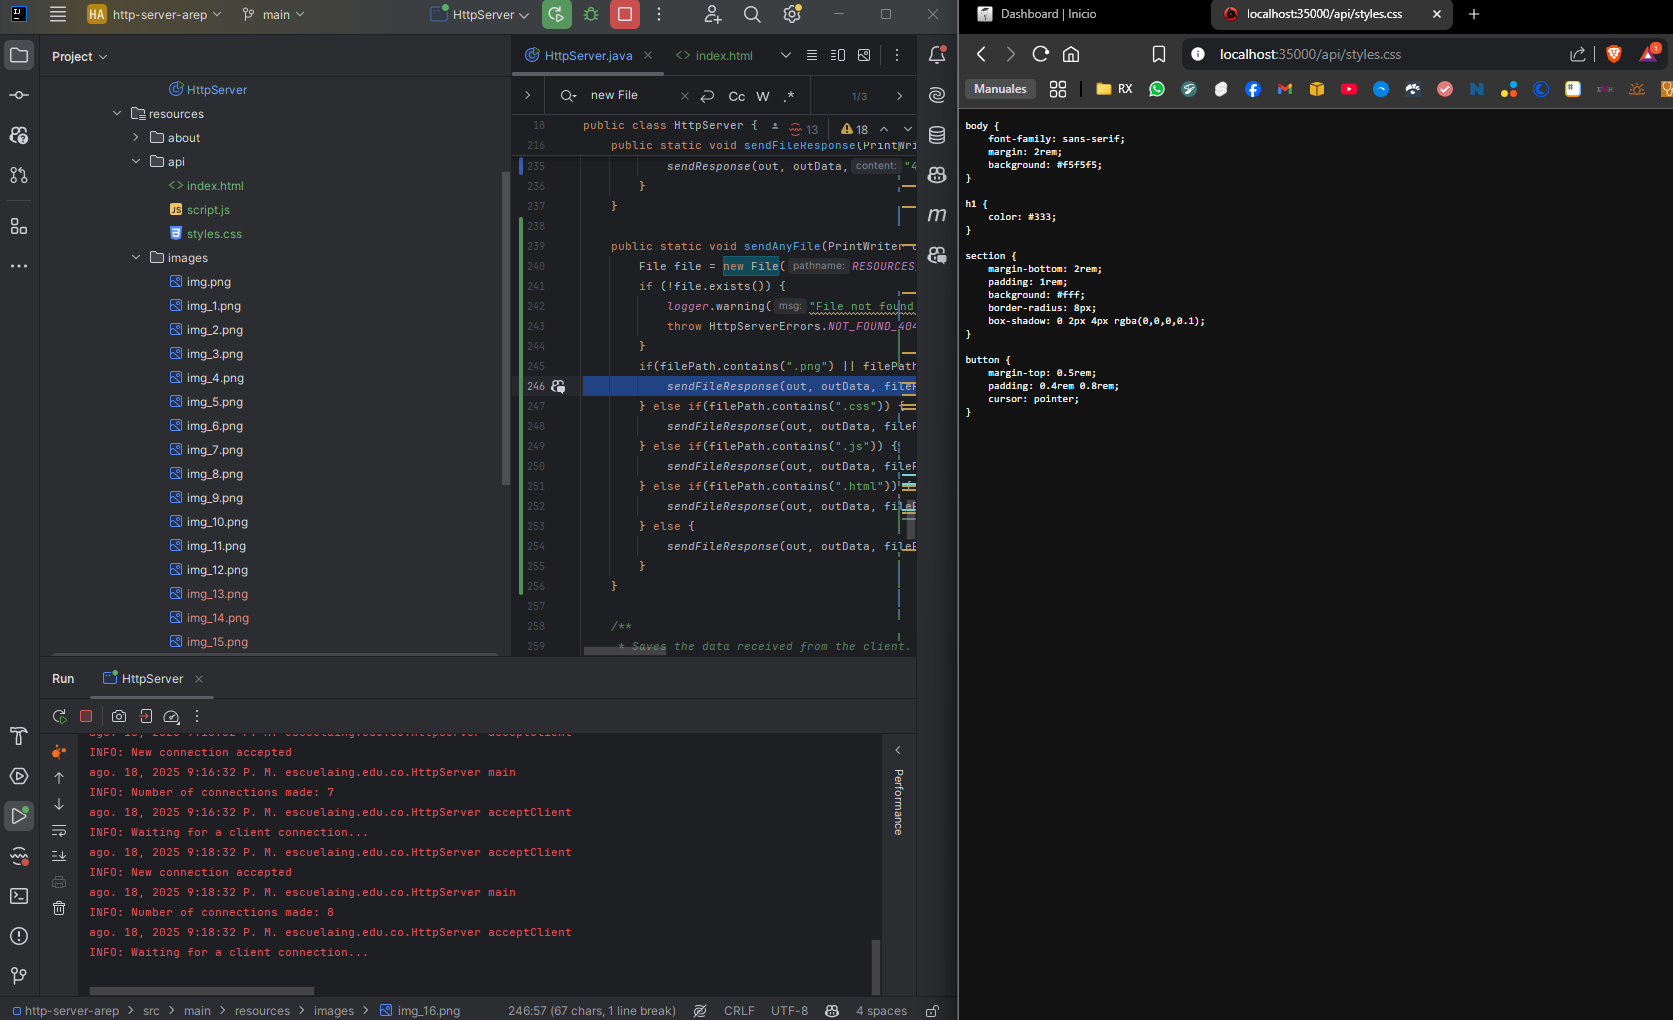 HA http-server-arep
main
HttpServer
Project
HttpServer
resources
about
api
index.html
script.js
styles.css
images
img.png
img_1.png
img_2.png
img_3.png
img_4.png
img_5.png
img_6.png
img_7.png
img_8.png
img_9.png
img_10.png
img_11.png
img_12.png
img_13.png
img_14.png
img_15.png
HttpServer.java
index.html
new File
Cc W .*
1/3
13
18
18 public class HttpServer {
216 public static void sendFileResponse(PrintWri
235 sendResponse(out, outData, content: "4
236 }
237 }
238
239 public static void sendAnyFile(PrintWriter
240 File file = new File( pathname: RESOURCES
241 if (!file.exists()) {
242 logger.warning( msg: "File not found
243 throw HttpServerErrors.NOT_FOUND_404
244 }
245 if(filePath.contains(".png") || filePath
246 sendFileResponse(out, outData, fileP
247 } else if(filePath.contains(".css")) {
248 sendFileResponse(out, outData, fileP
249 } else if(filePath.contains(".js")) {
250 sendFileResponse(out, outData, fileP
251 } else if(filePath.contains(".html")) {
252 sendFileResponse(out, outData, fileP
253 } else {
254 sendFileResponse(out, outData, fileP
255 }
256 }
257
258 /**
259 * Saves the data received from the client.
Run
HttpServer
INFO: New connection accepted
ago. 18, 2025 9:16:32 P. M. escuelaing.edu.co.HttpServer main
INFO: Number of connections made: 7
ago. 18, 2025 9:16:32 P. M. escuelaing.edu.co.HttpServer acceptClient
INFO: Waiting for a client connection...
ago. 18, 2025 9:18:32 P. M. escuelaing.edu.co.HttpServer acceptClient
INFO: New connection accepted
ago. 18, 2025 9:18:32 P. M. escuelaing.edu.co.HttpServer main
INFO: Number of connections made: 8
ago. 18, 2025 9:18:32 P. M. escuelaing.edu.co.HttpServer acceptClient
INFO: Waiting for a client connection...
Performance
http-server-arep > src > main > resources > images > img_16.png
246:57 (67 chars, 1 line break)
CRLF
UTF-8
4 spaces
Dashboard | Inicio
localhost:35000/api/styles.css
localhost:35000/api/styles.css
1
Manuales
RX
body {
font-family: sans-serif;
margin: 2rem;
background: #f5f5f5;
}
h1 {
color: #333;
}
section {
margin-bottom: 2rem;
padding: 1rem;
background: #fff;
border-radius: 8px;
box-shadow: 0 2px 4px rgba(0,0,0,0.1);
}
button {
margin-top: 0.5rem;
padding: 0.4rem 0.8rem;
cursor: pointer;
}